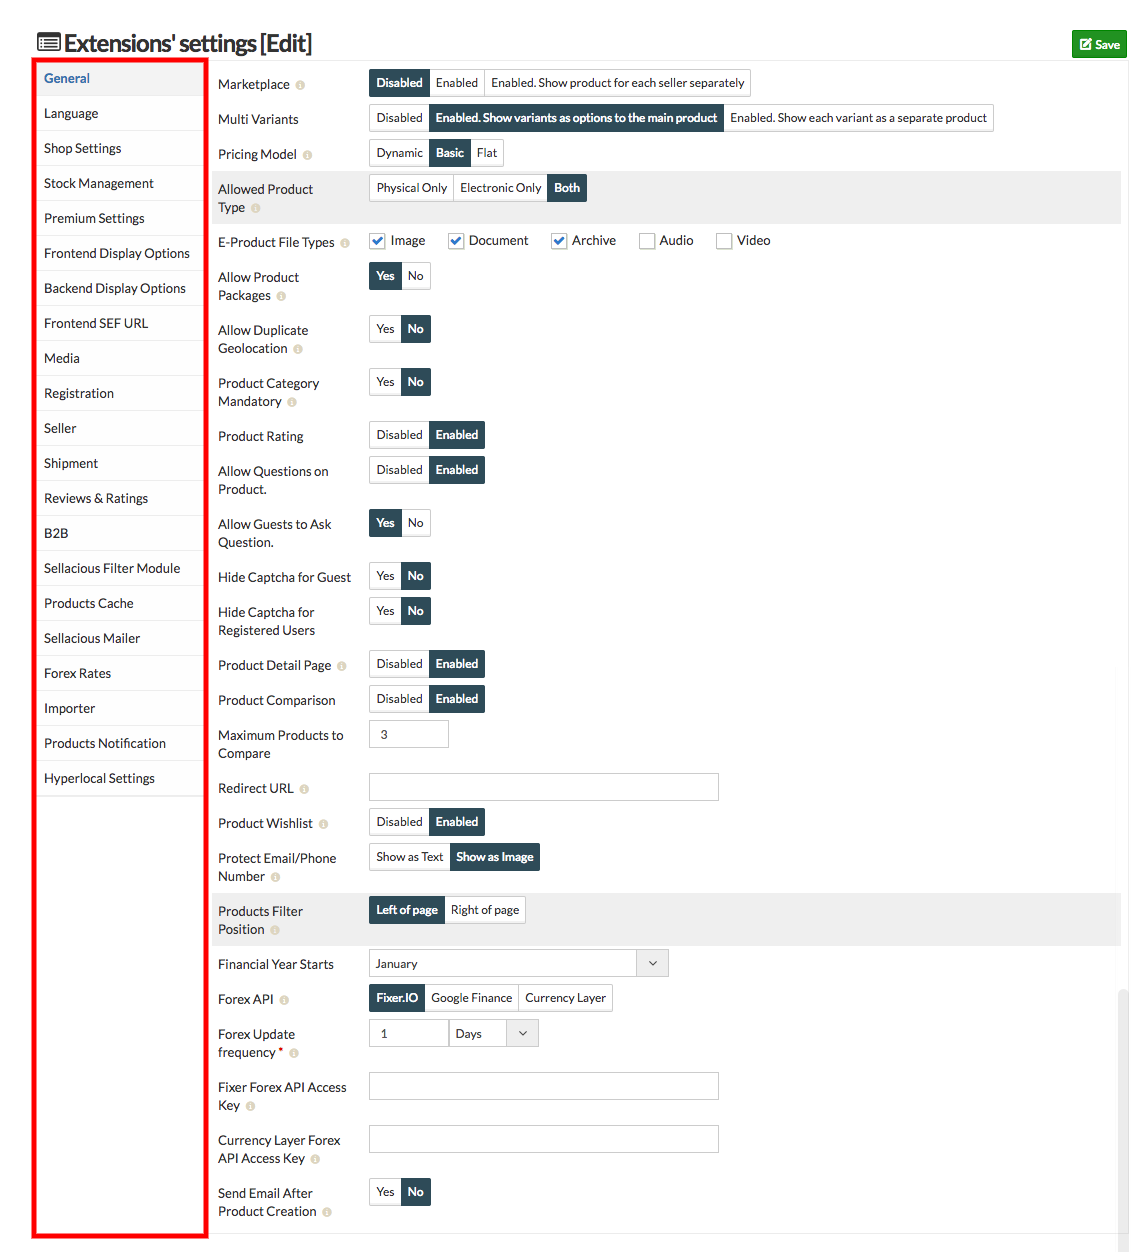 Extensions' settings [Edit]
Save
General
Language
Shop Settings
Stock Management
Premium Settings
Frontend Display Options
Backend Display Options
Frontend SEF URL
Media
Registration
Seller
Shipment
Reviews & Ratings
B2B
Sellacious Filter Module
Products Cache
Sellacious Mailer
Forex Rates
Importer
Products Notification
Hyperlocal Settings
Marketplace Disabled Enabled Enabled. Show product for each seller separately
Multi Variants Disabled Enabled. Show variants as options to the main product Enabled. Show each variant as a separate product
Pricing Model Dynamic Basic Flat
Allowed Product Physical Only Electronic Only Both
Type
E-Product File Types Image Document Archive Audio Video
Allow Product Yes No
Packages
Allow Duplicate Yes No
Geolocation
Product Category Yes No
Mandatory
Product Rating Disabled Enabled
Allow Questions on Disabled Enabled
Product.
Allow Guests to Ask Yes No
Question.
Hide Captcha for Guest Yes No
Hide Captcha for Yes No
Registered Users
Product Detail Page Disabled Enabled
Product Comparison Disabled Enabled
Maximum Products to 3
Compare
Redirect URL
Product Wishlist Disabled Enabled
Protect Email/Phone Show as Text Show as Image
Number
Products Filter Left of page Right of page
Position
Financial Year Starts January
Forex API Fixer.IO Google Finance Currency Layer
Forex Update 1 Days
frequency *
Fixer Forex API Access
Key
Currency Layer Forex
API Access Key
Send Email After Yes No
Product Creation